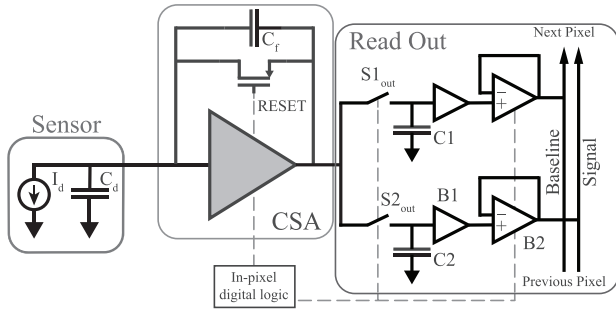 Next Pixel
Read Out
C_f
S1_out
RESET
Sensor
C1
Baseline
Signal
I_d
C_d
S2_out
B1
CSA
C2
B2
In-pixel
digital logic
Previous Pixel